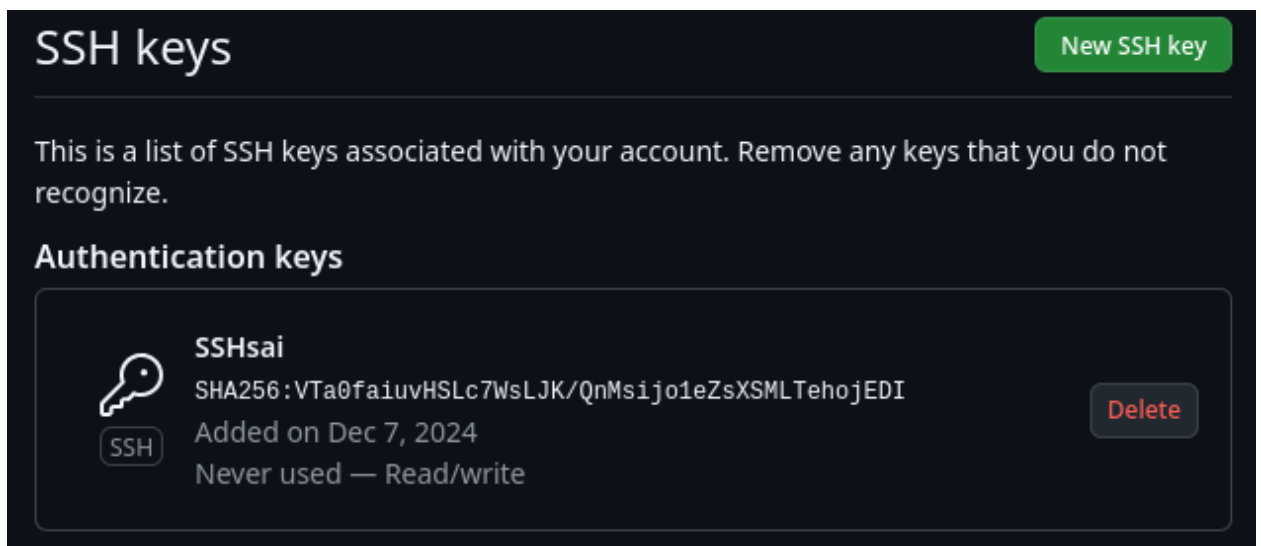 SSH keys
New SSH key
This is a list of SSH keys associated with your account. Remove any keys that you do not
recognize.
Authentication keys
SSHsai
SHA256:VTa0faiuvHSLc7WsLJK/QnMsijo1eZsXSMLTehojEDI
Added on Dec 7, 2024
Never used — Read/write
SSH
Delete